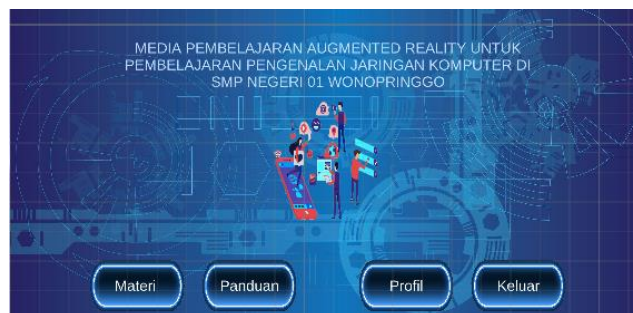 MEDIA PEMBELAJARAN AUGMENTED REALITY UNTUK
PEMBELAJARAN PENGENALAN JARINGAN KOMPUTER DI
SMP NEGERI 01 WONOPRINGGO
Materi
Panduan
Profil
Keluar